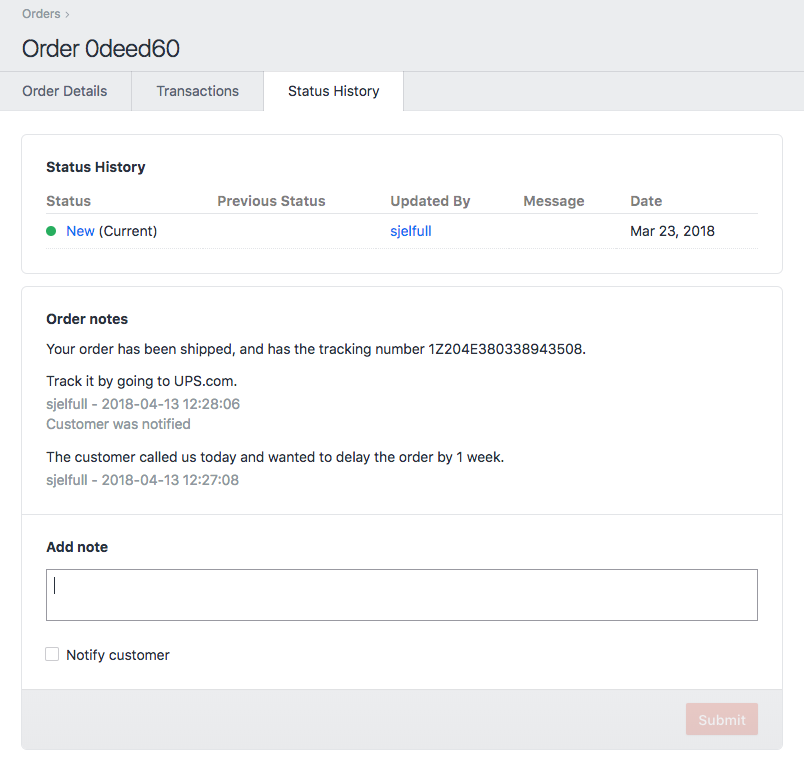 Orders ›
Order 0deed60
Order Details Transactions Status History
Status History
Status Previous Status Updated By Message Date
New (Current) sjelfull Mar 23, 2018
Order notes
Your order has been shipped, and has the tracking number 1Z204E380338943508.
Track it by going to UPS.com.
sjelfull - 2018-04-13 12:28:06
Customer was notified
The customer called us today and wanted to delay the order by 1 week.
sjelfull - 2018-04-13 12:27:08
Add note
Notify customer
Submit